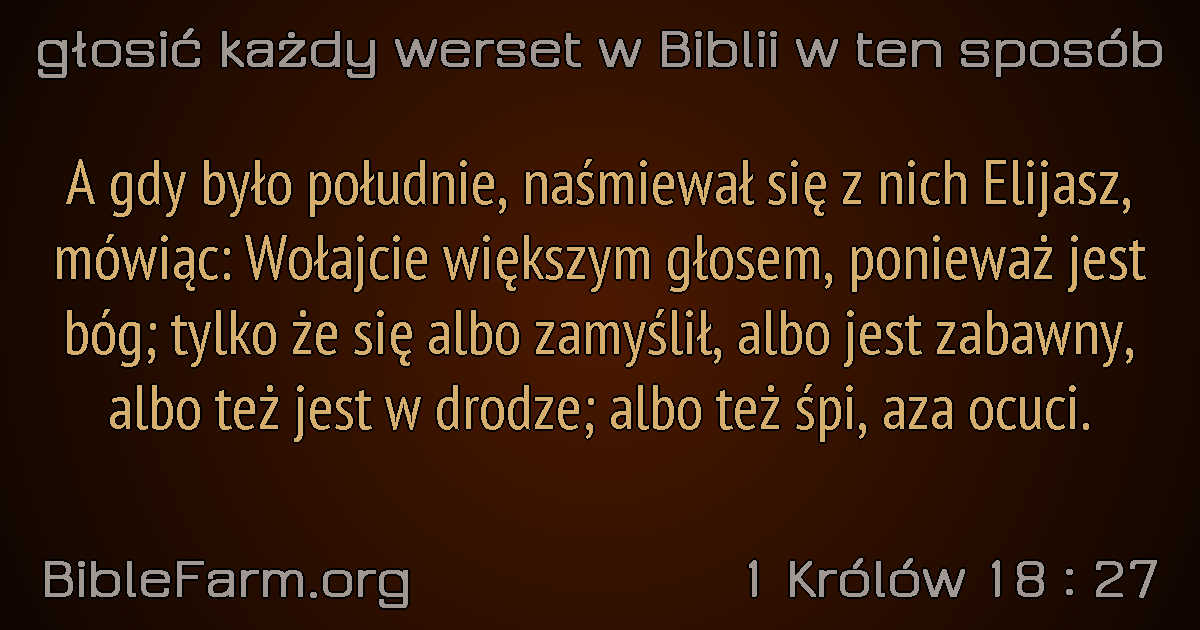 głosić każdy werset w Biblii w ten sposób
A gdy było południe, naśmiewał się z nich Elijasz,
mówiąc: Wołajcie większym głosem, ponieważ jest
bóg; tylko że się albo zamyślił, albo jest zabawny,
albo też jest w drodze; albo też śpi, aza ocuci.
BibleFarm.org
1 Królów 18 : 27